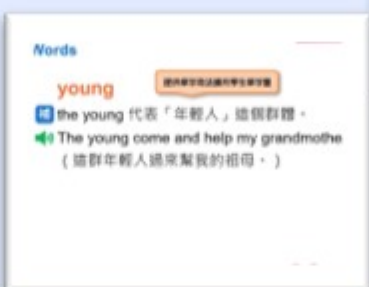 Words
young
補 the young 代表「年輕人」這個群體。
The young come and help my grandmothe
(這群年輕人過來幫我的祖母。)